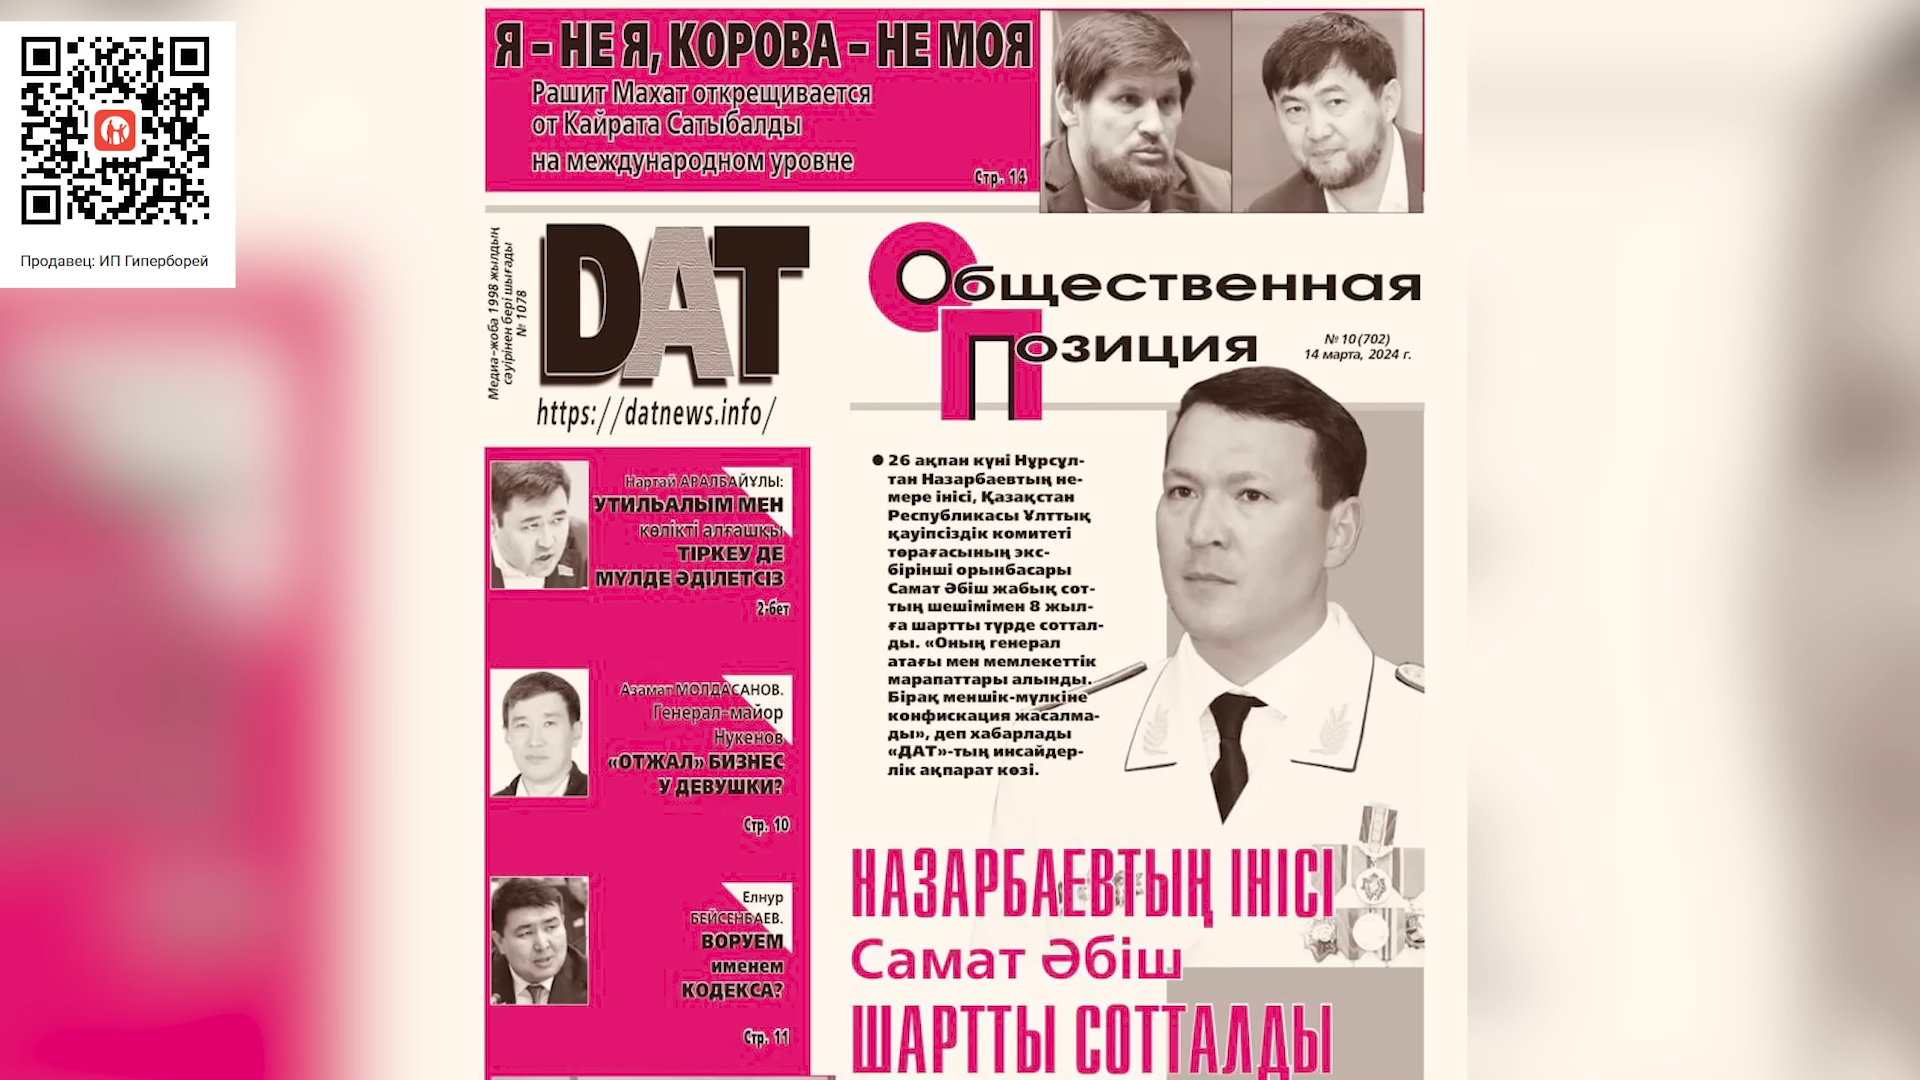 Продавец: ИП Гиперборей
Я – НЕ Я, КОРОВА – НЕ МОЯ
Рашит Махат открещивается
от Кайрата Сатыбалды
на международном уровне
Стр. 14
Медиа-жоба 1998 жылдың
сәуірінен бері шығады
№ 1078
DAT
https://datnews.info/
Общественная
Позиция
№ 10 (702)
14 марта, 2024 г.
Нартай АРАЛБАЙҰЛЫ:
УТИЛЬАЛЫМ МЕН
көлікті алғашқы
ТІРКЕУ ДЕ
МҮЛДЕ ӘДІЛЕТСІЗ
2-бет
Азамат МОЛДАСАНОВ.
Генерал-майор
Нукенов
«ОТЖАЛ» БИЗНЕС
У ДЕВУШКИ?
Стр. 10
Елнур
БЕЙСЕНБАЕВ.
ВОРУЕМ
именем
КОДЕКСА?
Стр. 11
● 26 ақпан күні Нұрсұл-
тан Назарбаевтың не-
мере інісі, Қазақстан
Республикасы Ұлттық
қауіпсіздік комитеті
төрағасының экс-
бірінші орынбасары
Самат Әбіш жабық сот-
тың шешімімен 8 жыл-
ға шартты түрде соттал-
ды. «Оның генерал
атағы мен мемлекеттік
марапаттары алынды.
Бірақ меншік-мүлкіне
конфискация жасалма-
ды», деп хабарлады
«ДАТ»-тың инсайдер-
лік ақпарат көзі.
НАЗАРБАЕВТЫҢ ІНІСІ
Самат Әбіш
ШАРТТЫ СОТТАЛДЫ